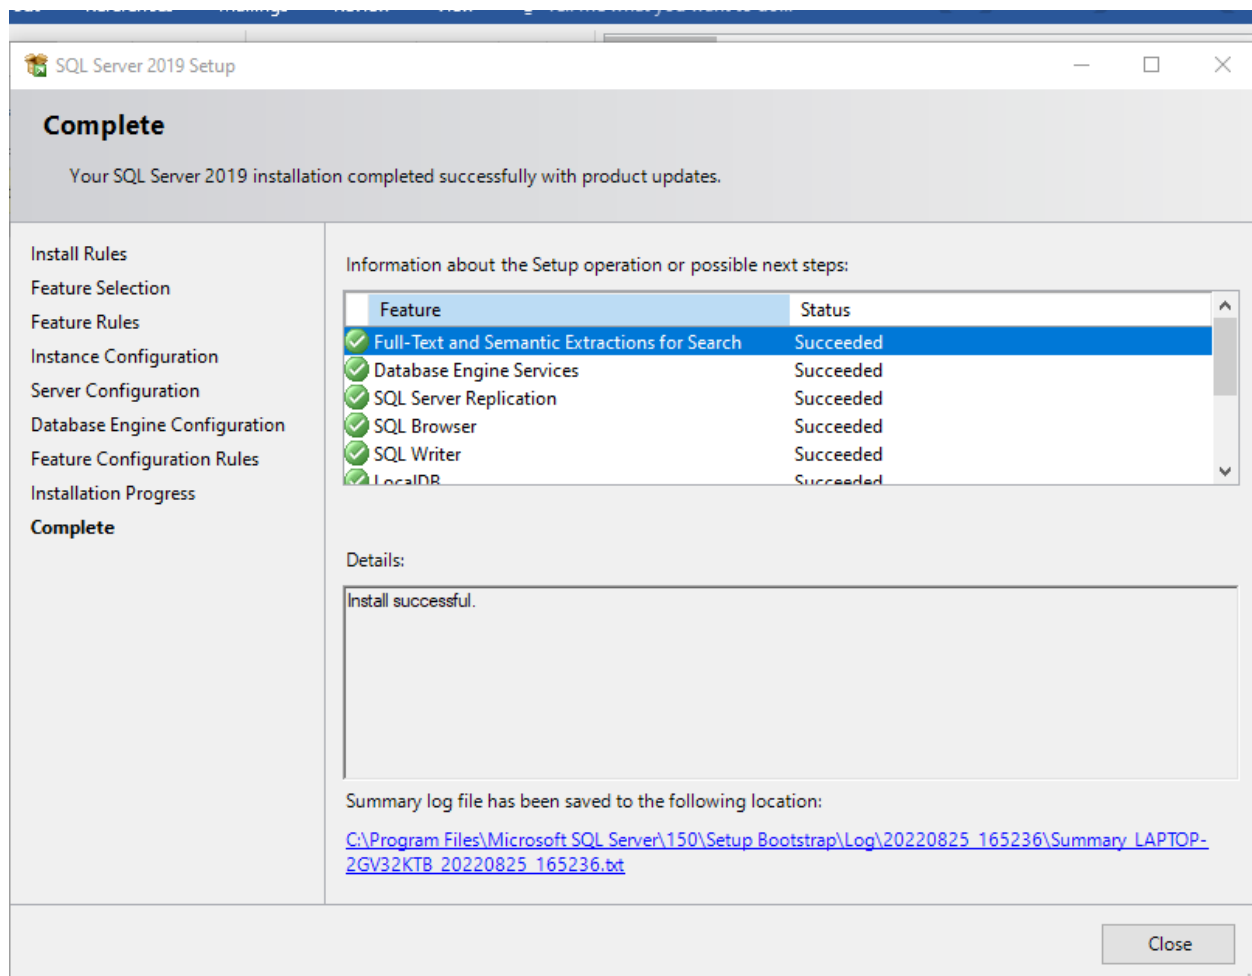 SQL Server 2019 Setup
Complete
Your SQL Server 2019 installation completed successfully with product updates.
Install Rules
Feature Selection
Feature Rules
Instance Configuration
Server Configuration
Database Engine Configuration
Feature Configuration Rules
Installation Progress
Complete
Information about the Setup operation or possible next steps:
Feature Status
Full-Text and Semantic Extractions for Search Succeeded
Database Engine Services Succeeded
SQL Server Replication Succeeded
SQL Browser Succeeded
SQL Writer Succeeded
LocalDB Succeeded
Details:
Install successful.
Summary log file has been saved to the following location:
C:\Program Files\Microsoft SQL Server\150\Setup Bootstrap\Log\20220825_165236\Summary_LAPTOP-
2GV32KTB_20220825_165236.txt
Close